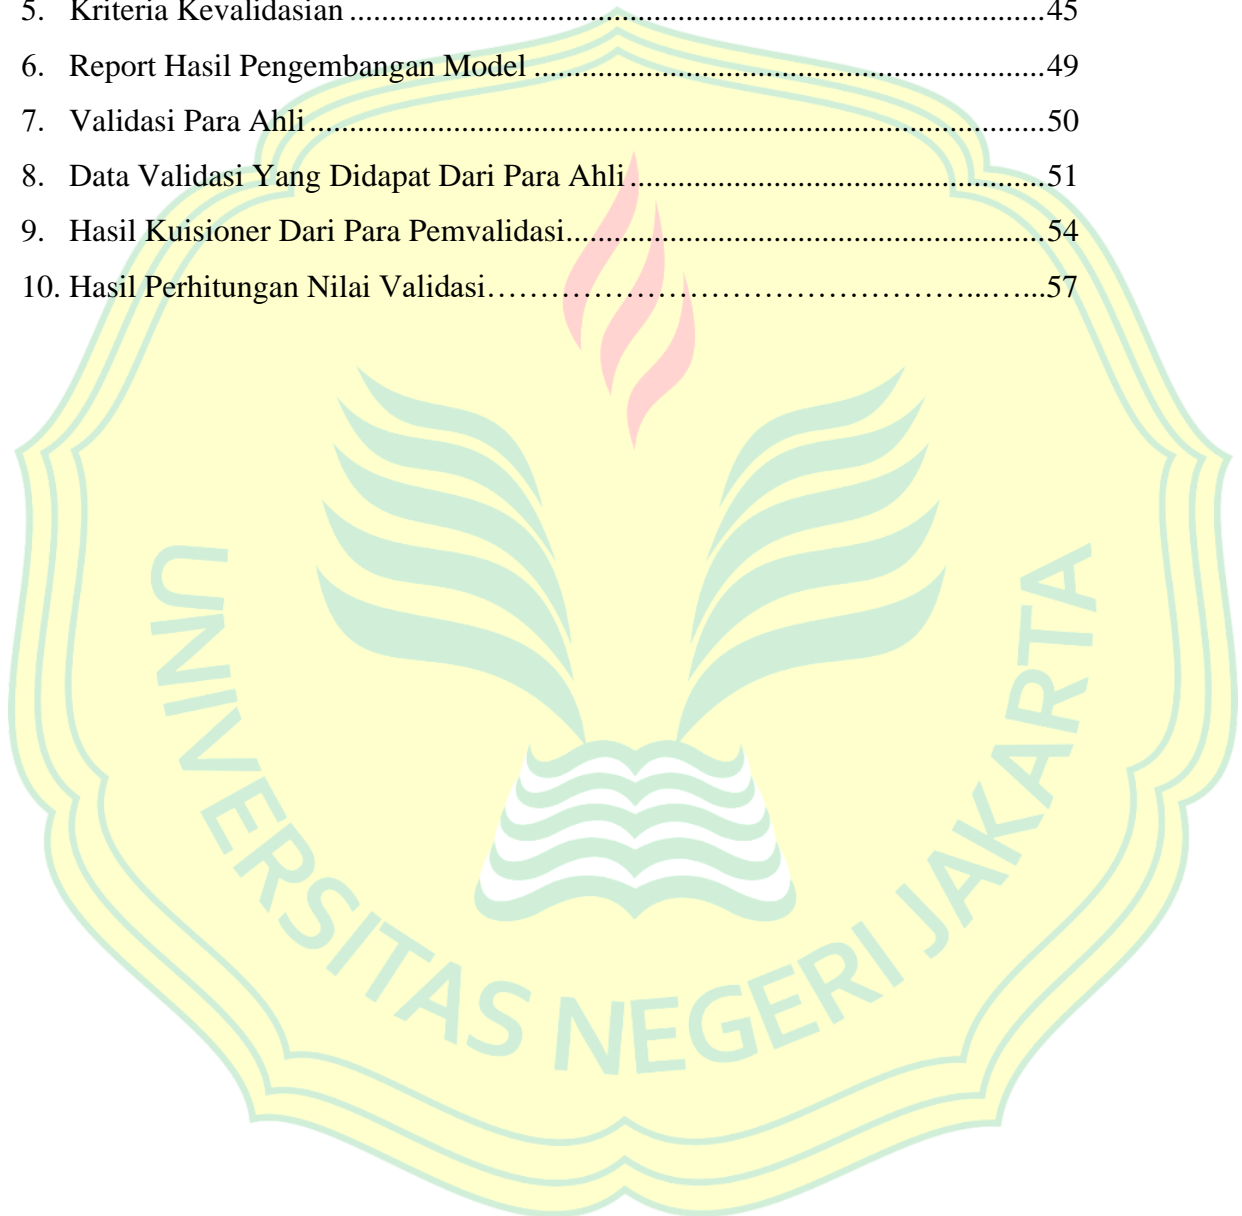 5. Kriteria Kevalidasian ......................................................................................45
6. Report Hasil Pengembangan Model ...............................................................49
7. Validasi Para Ahli...........................................................................................50
8. Data Validasi Yang Didapat Dari Para Ahli...................................................51
9. Hasil Kuisioner Dari Para Pemvalidasi...........................................................54
10. Hasil Perhitungan Nilai Validasi………………………………………...…...57
UNIVERSITAS NEGERI JAKARTA